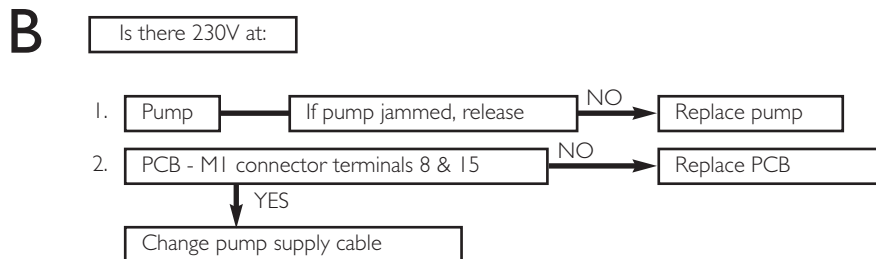 B
Is there 230V at:
1. Pump If pump jammed, release NO Replace pump
2. PCB - M1 connector terminals 8 & 15 NO Replace PCB
YES
Change pump supply cable